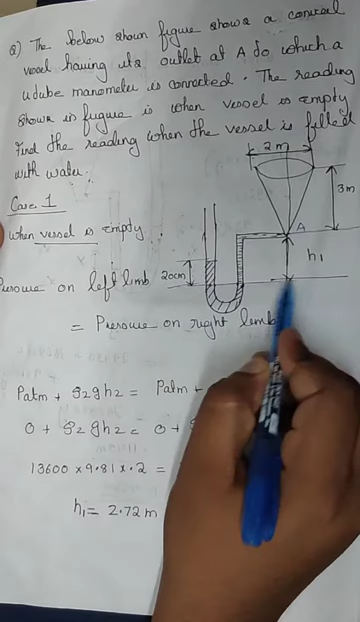 Q) The below shown figure shows a conical
vessel having its outlet at A to which a
U tube manometer is connected. The reading
shown in figure is when vessel is empty
Find the reading when the vessel is filled
with water.
2 m
3m
Case. 1
A
When vessel is empty
h1
20cm
Pressure on left limb
= Pressure on right limb
Patm + S2gh2 = Patm +
0 + S2gh2 = 0 +
13600 × 9.81 × .2 =
h1 = 2.72 m